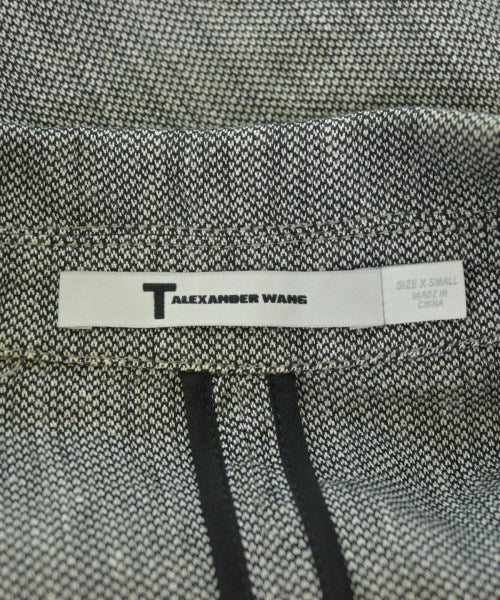 T ALEXANDER WANG
SIZE X SMALL
MADE IN
CHINA